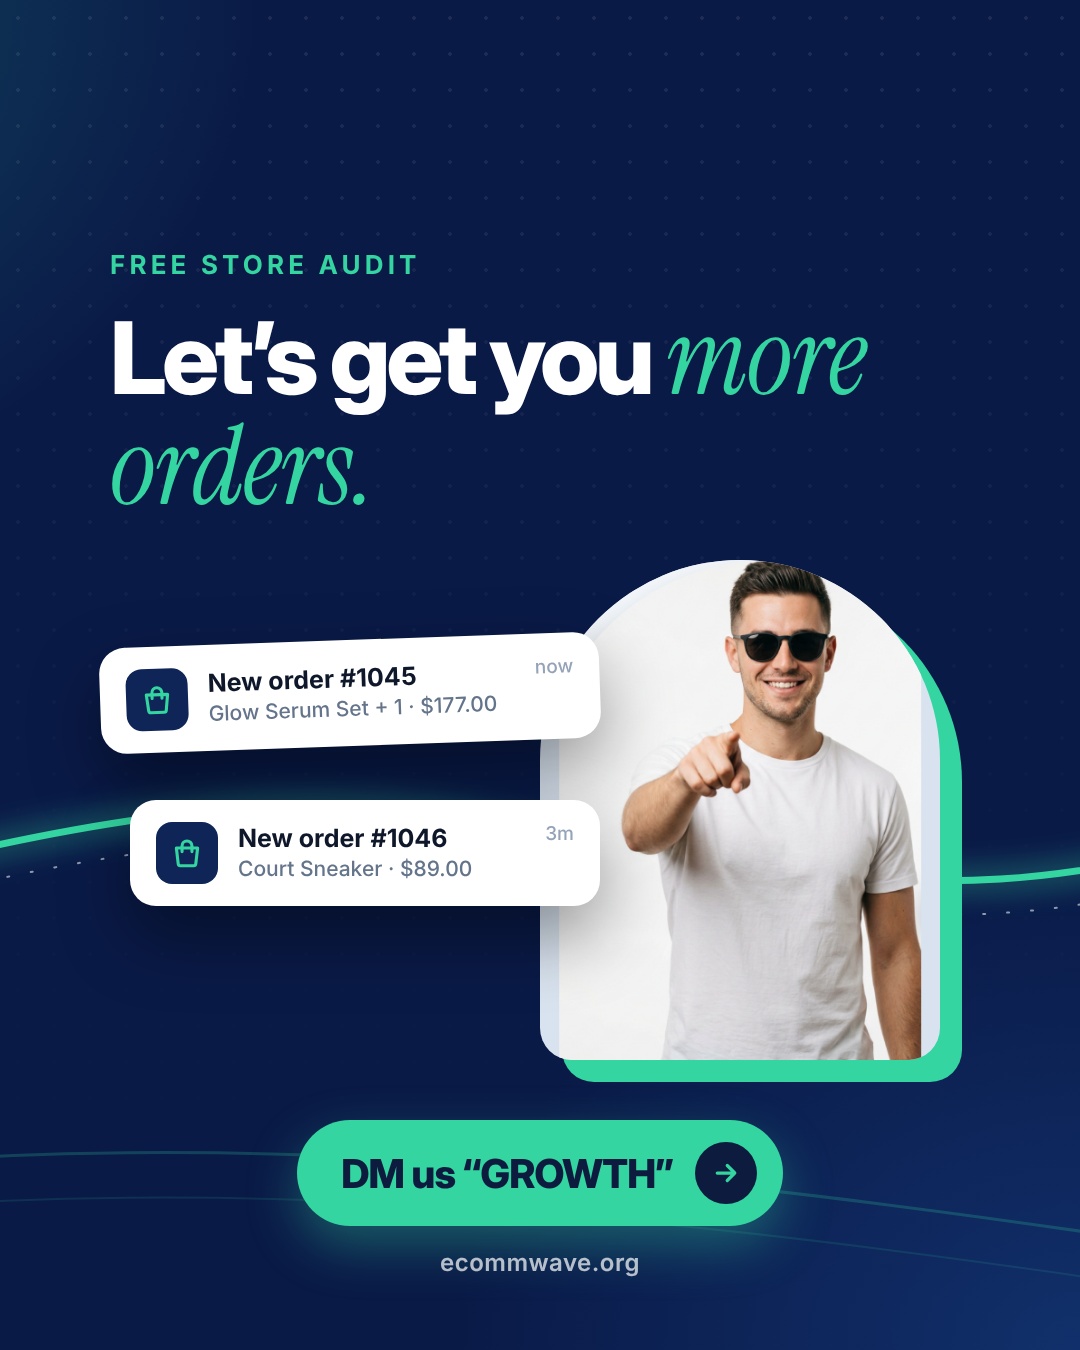 FREE STORE AUDIT
Let’s get you more
orders.
New order #1045
now
Glow Serum Set + 1 · $177.00
New order #1046
3m
Court Sneaker · $89.00
DM us “GROWTH”
ecommwave.org